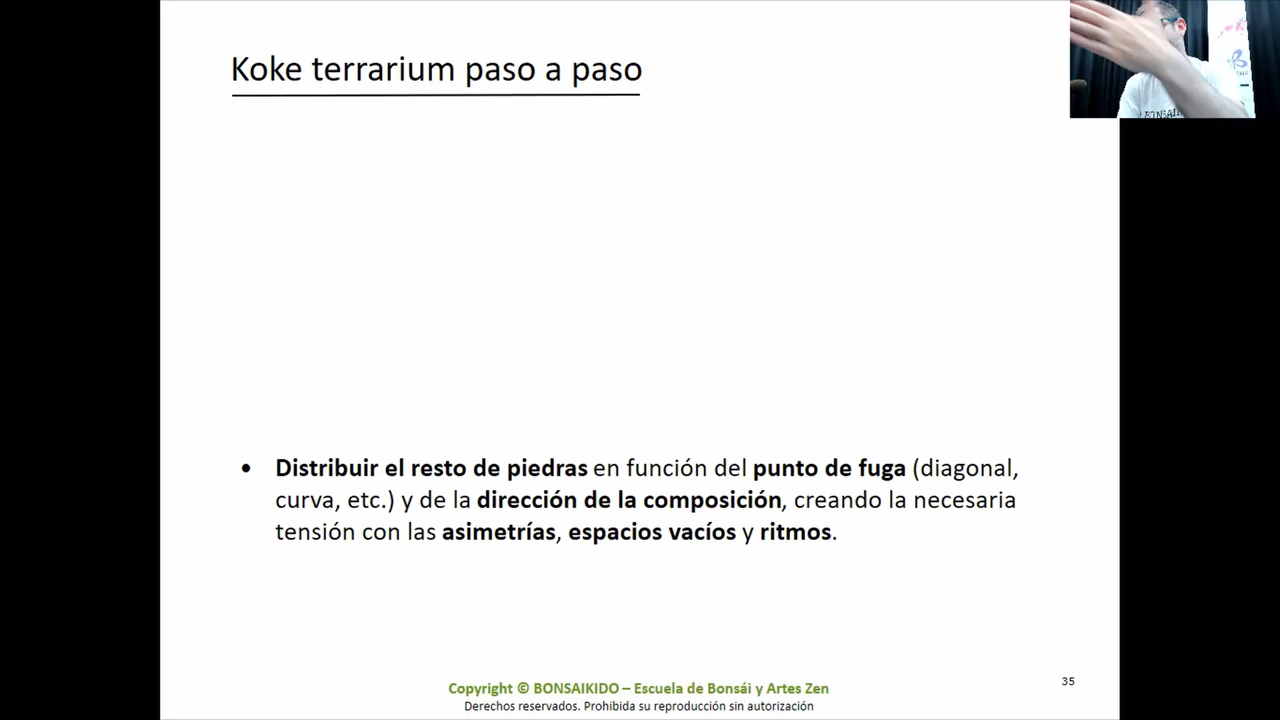 Koke terrarium paso a paso
BONSAIK
• Distribuir el resto de piedras en función del punto de fuga (diagonal,
curva, etc.) y de la dirección de la composición, creando la necesaria
tensión con las asimetrías, espacios vacíos y ritmos.
35
Copyright © BONSAIKIDO – Escuela de Bonsái y Artes Zen
Derechos reservados. Prohibida su reproducción sin autorización